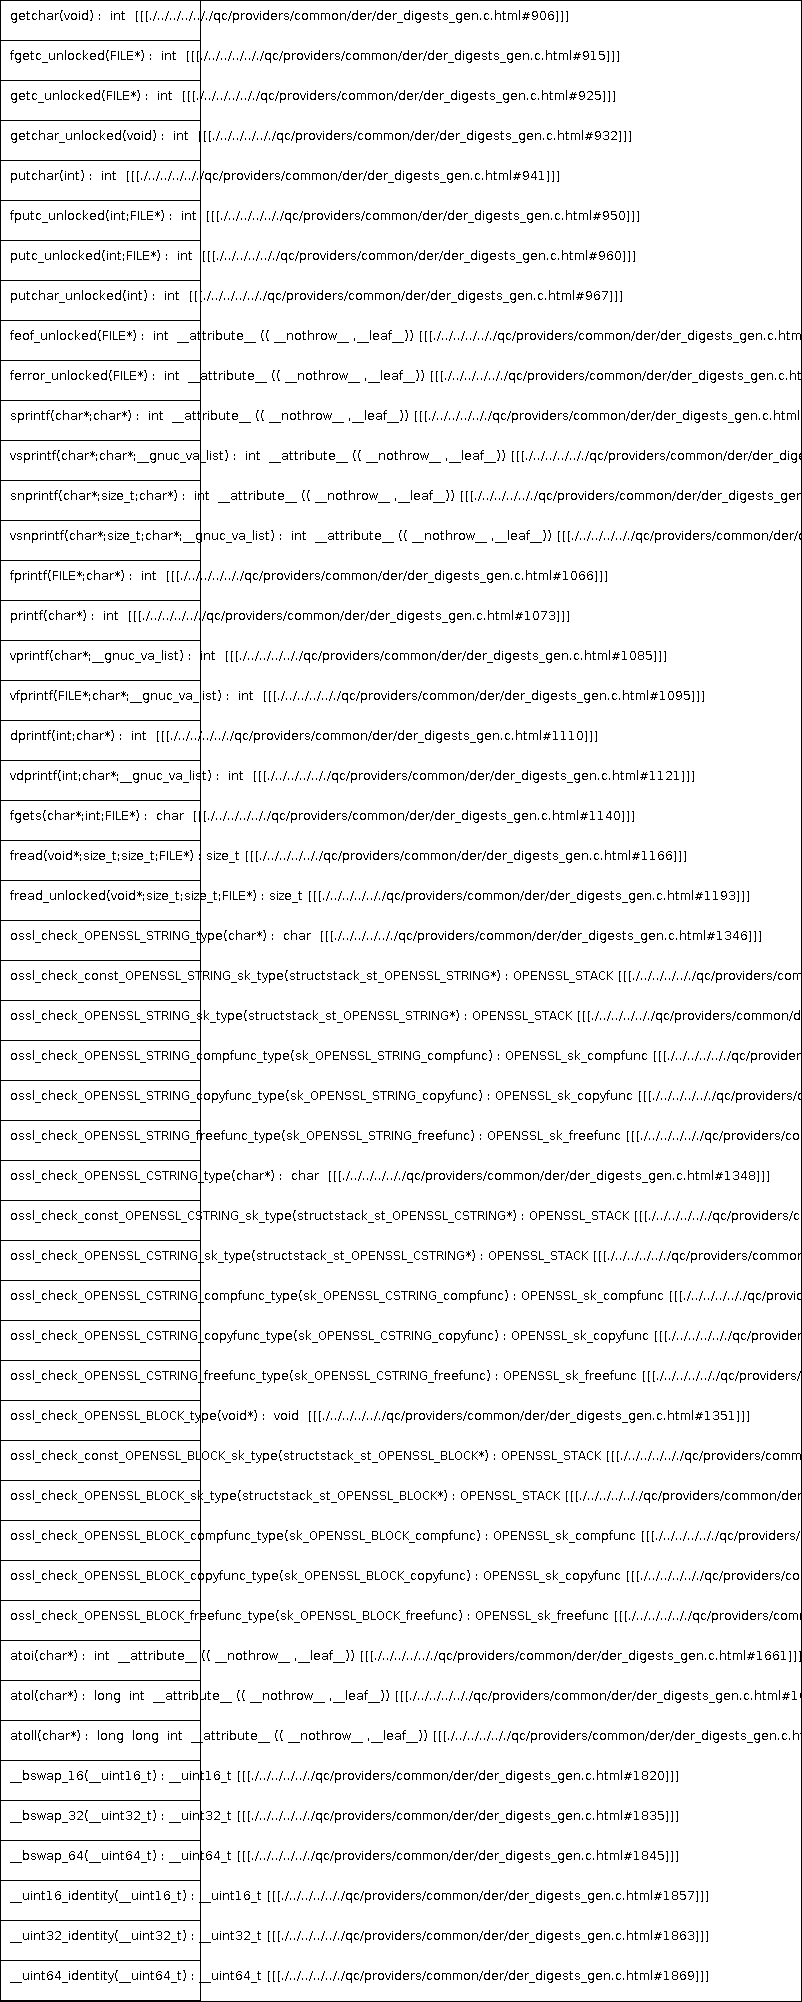 getchar(void) : int [[[./../../../../../qc/providers/common/der/der_digests_gen.c.html#906]]]
fgetc_unlocked(FILE*) : int [[[./../../../../../qc/providers/common/der/der_digests_gen.c.html#915]]]
getc_unlocked(FILE*) : int [[[./../../../../../qc/providers/common/der/der_digests_gen.c.html#925]]]
getchar_unlocked(void) : int [[[./../../../../../qc/providers/common/der/der_digests_gen.c.html#932]]]
putchar(int) : int [[[./../../../../../qc/providers/common/der/der_digests_gen.c.html#941]]]
fputc_unlocked(int;FILE*) : int [[[./../../../../../qc/providers/common/der/der_digests_gen.c.html#950]]]
putc_unlocked(int;FILE*) : int [[[./../../../../../qc/providers/common/der/der_digests_gen.c.html#960]]]
putchar_unlocked(int) : int [[[./../../../../../qc/providers/common/der/der_digests_gen.c.html#967]]]
feof_unlocked(FILE*) : int __attribute__ (( __nothrow__ ,__leaf__)) [[[./../../../../../qc/providers/common/der/der_digests_gen.c.htm
ferror_unlocked(FILE*) : int __attribute__ (( __nothrow__ ,__leaf__)) [[[./../../../../../qc/providers/common/der/der_digests_gen.c.ht
sprintf(char*;char*) : int __attribute__ (( __nothrow__ ,__leaf__)) [[[./../../../../../qc/providers/common/der/der_digests_gen.c.html
vsprintf(char*;char*;__gnuc_va_list) : int __attribute__ (( __nothrow__ ,__leaf__)) [[[./../../../../../qc/providers/common/der/der_dige
snprintf(char*;size_t;char*) : int __attribute__ (( __nothrow__ ,__leaf__)) [[[./../../../../../qc/providers/common/der/der_digests_gen
vsnprintf(char*;size_t;char*;__gnuc_va_list) : int __attribute__ (( __nothrow__ ,__leaf__)) [[[./../../../../../qc/providers/common/der/d
fprintf(FILE*;char*) : int [[[./../../../../../qc/providers/common/der/der_digests_gen.c.html#1066]]]
printf(char*) : int [[[./../../../../../qc/providers/common/der/der_digests_gen.c.html#1073]]]
vprintf(char*;__gnuc_va_list) : int [[[./../../../../../qc/providers/common/der/der_digests_gen.c.html#1085]]]
vfprintf(FILE*;char*;__gnuc_va_list) : int [[[./../../../../../qc/providers/common/der/der_digests_gen.c.html#1095]]]
dprintf(int;char*) : int [[[./../../../../../qc/providers/common/der/der_digests_gen.c.html#1110]]]
vdprintf(int;char*;__gnuc_va_list) : int [[[./../../../../../qc/providers/common/der/der_digests_gen.c.html#1121]]]
fgets(char*;int;FILE*) : char [[[./../../../../../qc/providers/common/der/der_digests_gen.c.html#1140]]]
fread(void*;size_t;size_t;FILE*) : size_t [[[./../../../../../qc/providers/common/der/der_digests_gen.c.html#1166]]]
fread_unlocked(void*;size_t;size_t;FILE*) : size_t [[[./../../../../../qc/providers/common/der/der_digests_gen.c.html#1193]]]
ossl_check_OPENSSL_STRING_type(char*) : char [[[./../../../../../qc/providers/common/der/der_digests_gen.c.html#1346]]]
ossl_check_const_OPENSSL_STRING_sk_type(structstack_st_OPENSSL_STRING*) : OPENSSL_STACK [[[./../../../../../qc/providers/com
ossl_check_OPENSSL_STRING_sk_type(structstack_st_OPENSSL_STRING*) : OPENSSL_STACK [[[./../../../../../qc/providers/common/d
ossl_check_OPENSSL_STRING_compfunc_type(sk_OPENSSL_STRING_compfunc) : OPENSSL_sk_compfunc [[[./../../../../../qc/provider
ossl_check_OPENSSL_STRING_copyfunc_type(sk_OPENSSL_STRING_copyfunc) : OPENSSL_sk_copyfunc [[[./../../../../../qc/providers/c
ossl_check_OPENSSL_STRING_freefunc_type(sk_OPENSSL_STRING_freefunc) : OPENSSL_sk_freefunc [[[./../../../../../qc/providers/co
ossl_check_OPENSSL_CSTRING_type(char*) : char [[[./../../../../../qc/providers/common/der/der_digests_gen.c.html#1348]]]
ossl_check_const_OPENSSL_CSTRING_sk_type(structstack_st_OPENSSL_CSTRING*) : OPENSSL_STACK [[[./../../../../../qc/providers/c
ossl_check_OPENSSL_CSTRING_sk_type(structstack_st_OPENSSL_CSTRING*) : OPENSSL_STACK [[[./../../../../../qc/providers/common
ossl_check_OPENSSL_CSTRING_compfunc_type(sk_OPENSSL_CSTRING_compfunc) : OPENSSL_sk_compfunc [[[./../../../../../qc/provid
ossl_check_OPENSSL_CSTRING_copyfunc_type(sk_OPENSSL_CSTRING_copyfunc) : OPENSSL_sk_copyfunc [[[./../../../../../qc/provider
ossl_check_OPENSSL_CSTRING_freefunc_type(sk_OPENSSL_CSTRING_freefunc) : OPENSSL_sk_freefunc [[[./../../../../../qc/providers/
ossl_check_OPENSSL_BLOCK_type(void*) : void [[[./../../../../../qc/providers/common/der/der_digests_gen.c.html#1351]]]
ossl_check_const_OPENSSL_BLOCK_sk_type(structstack_st_OPENSSL_BLOCK*) : OPENSSL_STACK [[[./../../../../../qc/providers/comm
ossl_check_OPENSSL_BLOCK_sk_type(structstack_st_OPENSSL_BLOCK*) : OPENSSL_STACK [[[./../../../../../qc/providers/common/der
ossl_check_OPENSSL_BLOCK_compfunc_type(sk_OPENSSL_BLOCK_compfunc) : OPENSSL_sk_compfunc [[[./../../../../../qc/providers/
ossl_check_OPENSSL_BLOCK_copyfunc_type(sk_OPENSSL_BLOCK_copyfunc) : OPENSSL_sk_copyfunc [[[./../../../../../qc/providers/co
ossl_check_OPENSSL_BLOCK_freefunc_type(sk_OPENSSL_BLOCK_freefunc) : OPENSSL_sk_freefunc [[[./../../../../../qc/providers/com
atoi(char*) : int __attribute__ (( __nothrow__ ,__leaf__)) [[[./../../../../../qc/providers/common/der/der_digests_gen.c.html#1661]]]
atol(char*) : long int __attribute__ (( __nothrow__ ,__leaf__)) [[[./../../../../../qc/providers/common/der/der_digests_gen.c.html#16
atoll(char*) : long long int __attribute__ (( __nothrow__ ,__leaf__)) [[[./../../../../../qc/providers/common/der/der_digests_gen.c.ht
__bswap_16(__uint16_t) : __uint16_t [[[./../../../../../qc/providers/common/der/der_digests_gen.c.html#1820]]]
__bswap_32(__uint32_t) : __uint32_t [[[./../../../../../qc/providers/common/der/der_digests_gen.c.html#1835]]]
__bswap_64(__uint64_t) : __uint64_t [[[./../../../../../qc/providers/common/der/der_digests_gen.c.html#1845]]]
__uint16_identity(__uint16_t) : __uint16_t [[[./../../../../../qc/providers/common/der/der_digests_gen.c.html#1857]]]
__uint32_identity(__uint32_t) : __uint32_t [[[./../../../../../qc/providers/common/der/der_digests_gen.c.html#1863]]]
__uint64_identity(__uint64_t) : __uint64_t [[[./../../../../../qc/providers/common/der/der_digests_gen.c.html#1869]]]